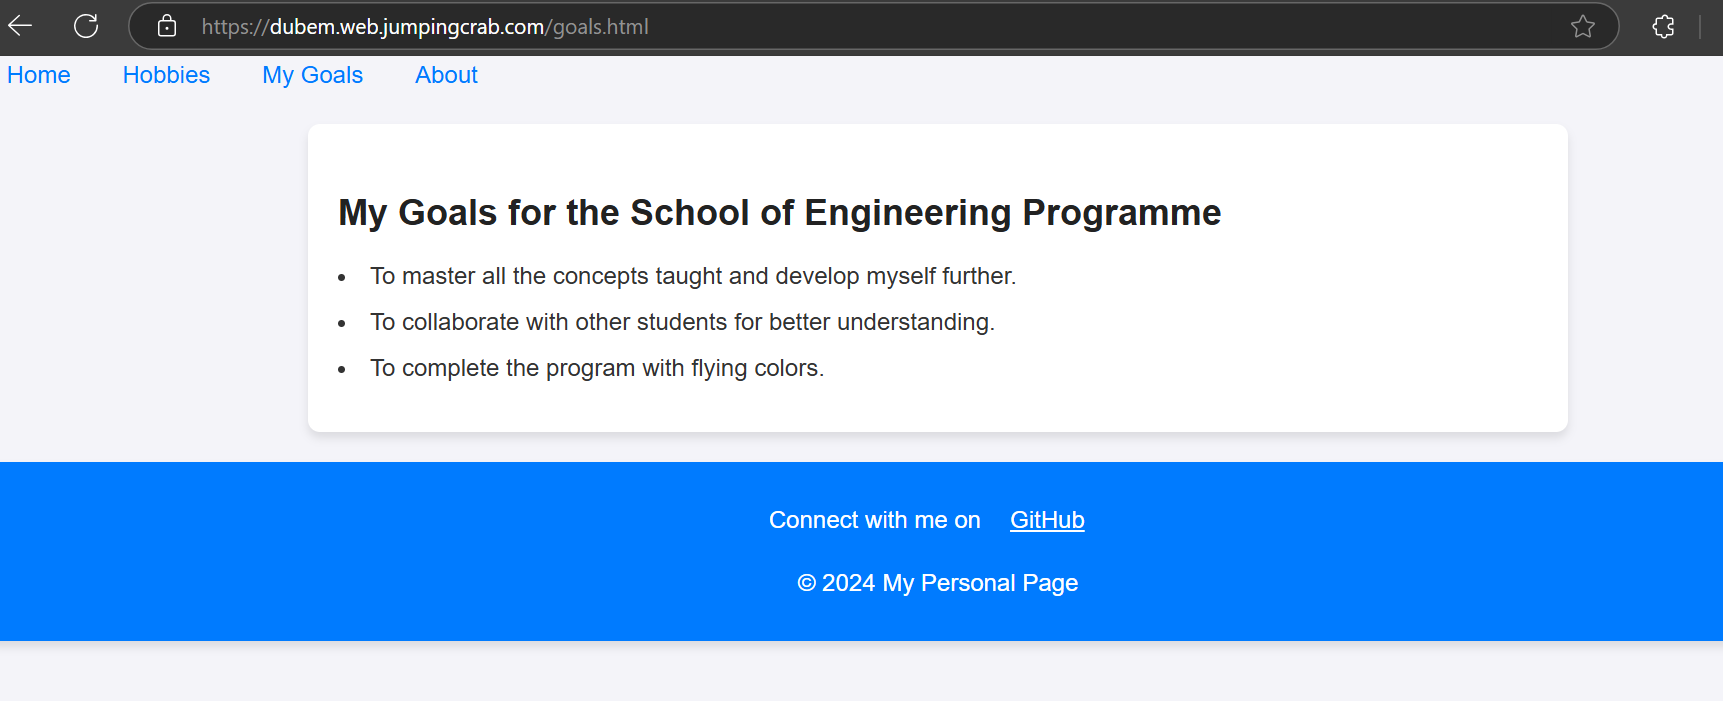 https://dubem.web.jumpingcrab.com/goals.html
Home Hobbies My Goals About
My Goals for the School of Engineering Programme
• To master all the concepts taught and develop myself further.
• To collaborate with other students for better understanding.
• To complete the program with flying colors.
Connect with me on GitHub
© 2024 My Personal Page